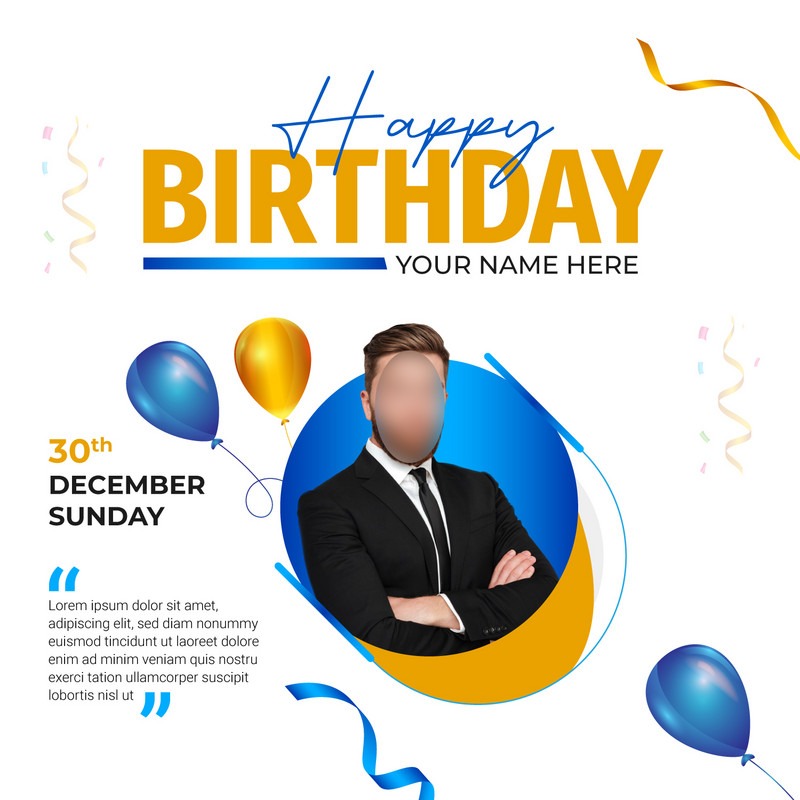 Happy
BIRTHDAY
YOUR NAME HERE
30th
DECEMBER
SUNDAY
“
Lorem ipsum dolor sit amet,
adipiscing elit, sed diam nonummy
euismod tincidunt ut laoreet dolore
enim ad minim veniam quis nostru
exerci tation ullamcorper suscipit
lobortis nisl ut ”